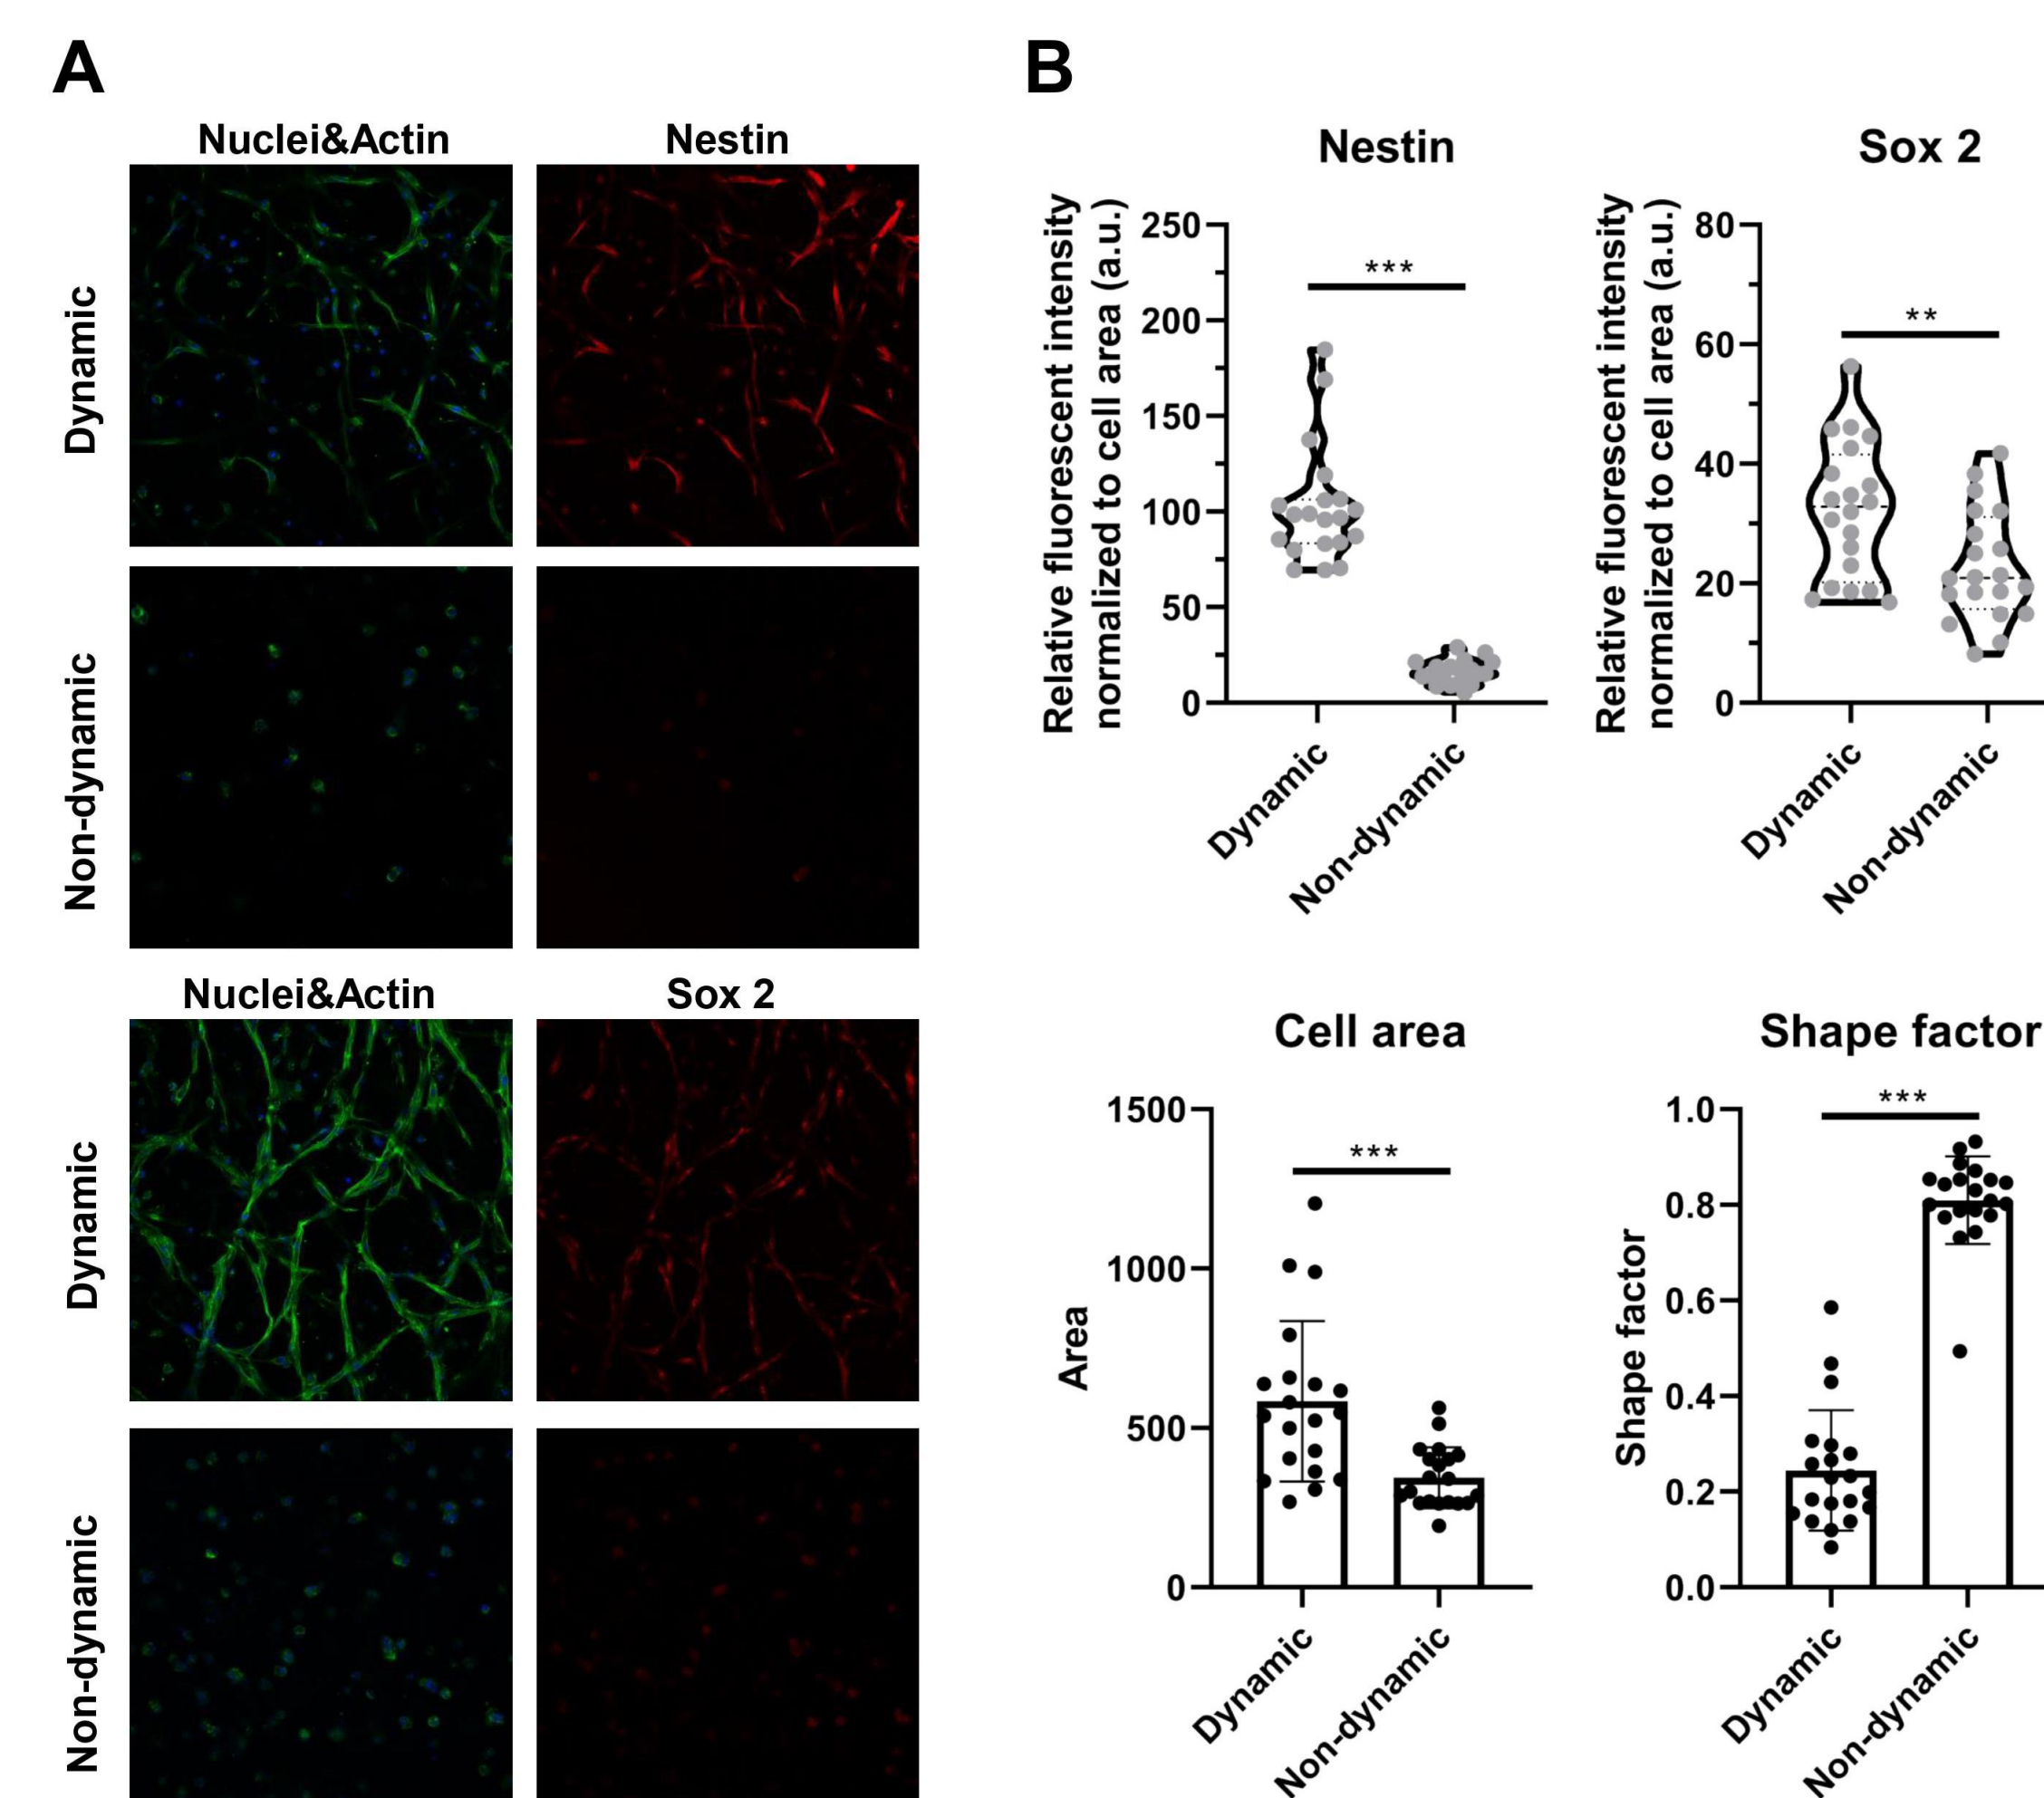 A
Nuclei&Actin Nestin
Dynamic
Non-dynamic
Nuclei&Actin Sox 2
Dynamic
Non-dynamic
B
Nestin
Relative fluorescent intensity
normalized to cell area (a.u.)
250
200
150
100
50
0
***
Dynamic
Non-dynamic
Sox 2
Relative fluorescent intensity
normalized to cell area (a.u.)
80
60
40
20
0
**
Dynamic
Non-dynamic
Cell area
Area
1500
1000
500
0
***
Dynamic
Non-dynamic
Shape factor
Shape factor
1.0
0.8
0.6
0.4
0.2
0.0
***
Dynamic
Non-dynamic